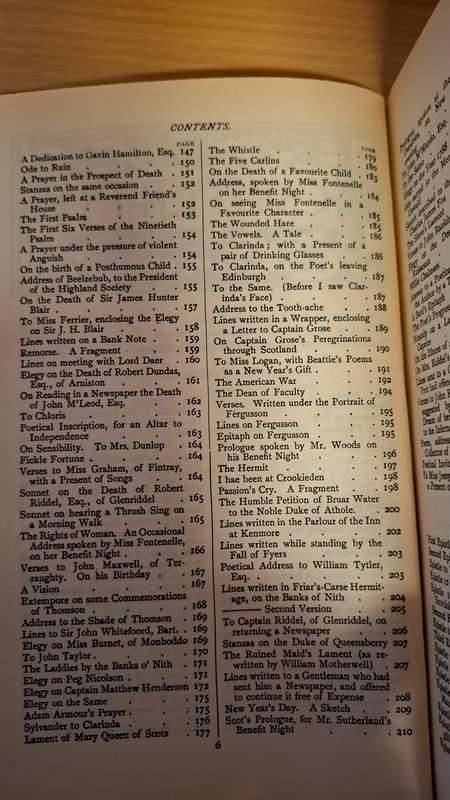 CONTENTS.
PAGE
A Dedication to Gavin Hamilton, Esq. 147
Ode to Ruin . . . . 150
A Prayer in the Prospect of Death . 151
Stanzas on the same occasion . 152
A Prayer, left at a Reverend Friend's
House . . . . 152
The First Psalm . . . 153
The First Six Verses of the Ninetieth
Psalm . . . . 154
A Prayer under the pressure of violent
Anguish . . . . 154
On the birth of a Posthumous Child . 155
Address of Beelzebub, to the President
of the Highland Society . . 155
On the Death of Sir James Hunter
Blair . . . . 157
To Miss Ferrier, enclosing the Elegy
on Sir J. H. Blair . . . 158
Lines written on a Bank Note . 159
Remorse. A Fragment . . 159
Lines on meeting with Lord Daer . 160
Elegy on the Death of Robert Dundas,
Esq., of Arniston . . . 161
On Reading in a Newspaper the Death
of John M'Leod, Esq. . . 162
To Chloris . . . . 163
Poetical Inscription, for an Altar to
Independence . . . 163
On Sensibility. To Mrs. Dunlop . 164
Fickle Fortune . . . 164
Verses to Miss Graham, of Fintray,
with a Present of Songs . . 164
Sonnet on the Death of Robert
Riddel, Esq., of Glenriddel . 165
Sonnet on hearing a Thrush Sing on
a Morning Walk . . . 165
The Rights of Woman. An Occasional
Address spoken by Miss Fontenelle,
on her Benefit Night . . . 166
Verses to John Maxwell, of Ter-
raughty. On his Birthday . . 167
A Vision . . . . 167
Extempore on some Commemorations
of Thomson . . . . 168
Address to the Shade of Thomson . 169
Lines to Sir John Whitefoord, Bart. . 169
Elegy on Miss Burnet, of Monboddo 169
To John Taylor . . . 170
The Laddies by the Banks o' Nith . 171
Elegy on Peg Nicolson . . . 171
Elegy on Captain Matthew Henderson 172
Elegy on the Same . . . 175
Adam Armour's Prayer . . . 175
Sylvander to Clarinda . . . 176
Lament of Mary Queen of Scots . 177
PAGE
The Whistle . . . . 179
The Five Carlins . . . 180
On the Death of a Favourite Child . 183
Address, spoken by Miss Fontenelle
on her Benefit Night . . . 184
On seeing Miss Fontenelle in a
Favourite Character . . . 185
The Wounded Hare . . . 185
The Vowels. A Tale . . . 186
To Clarinda; with a Present of a
pair of Drinking Glasses . . 186
To Clarinda, on the Poet's leaving
Edinburgh . . . . 187
To the Same. (Before I saw Clar-
inda's Face) . . . . 187
Address to the Tooth-ache . . 188
Lines written in a Wrapper, enclosing
a Letter to Captain Grose . . 189
On Captain Grose's Peregrinations
through Scotland . . . 190
To Miss Logan, with Beattie's Poems
as a New Year's Gift . . . 191
The American War . . . 192
The Dean of Faculty . . . 194
Verses. Written under the Portrait of
Fergusson . . . . 195
Lines on Fergusson . . . 195
Epitaph on Fergusson . . . 195
Prologue spoken by Mr. Woods on
his Benefit Night . . . 196
The Hermit . . . . 197
I hae been at Crookieden . . 198
Passion's Cry. A Fragment . . 198
The Humble Petition of Bruar Water
to the Noble Duke of Athole. . 200
Lines written in the Parlour of the Inn
at Kenmore . . . . 202
Lines written while standing by the
Fall of Fyers . . . . 203
Poetical Address to William Tytler,
Esq. . . . . 203
Lines written in Friar's-Carse Hermit-
age, on the Banks of Nith . . 204
—— Second Version . . 205
To Captain Riddel, of Glenriddel, on
returning a Newspaper . . 206
Stanzas on the Duke of Queensberry 207
The Ruined Maid's Lament (as re-
written by William Motherwell) . 207
Lines written to a Gentleman who had
sent him a Newspaper, and offered
to continue it free of Expense . 208
New Year's Day. A Sketch . . 209
Scot's Prologue, for Mr. Sutherland's
Benefit Night . . . . 210
6